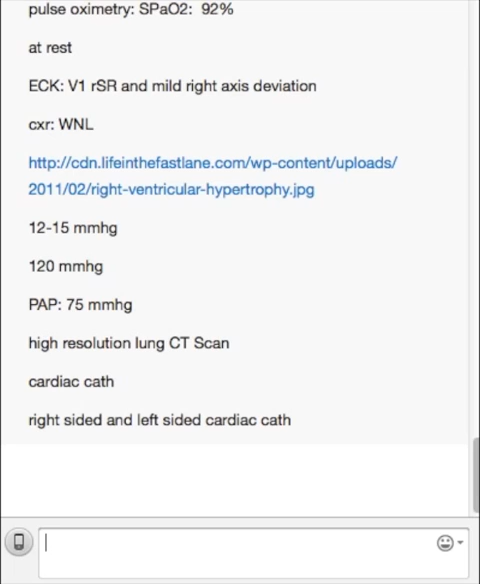 pulse oximetry: SPaO2:  92%
at rest
ECK: V1 rSR and mild right axis deviation
cxr: WNL
http://cdn.lifeinthefastlane.com/wp-content/uploads/
2011/02/right-ventricular-hypertrophy.jpg
12-15 mmhg
120 mmhg
PAP: 75 mmhg
high resolution lung CT Scan
cardiac cath
right sided and left sided cardiac cath